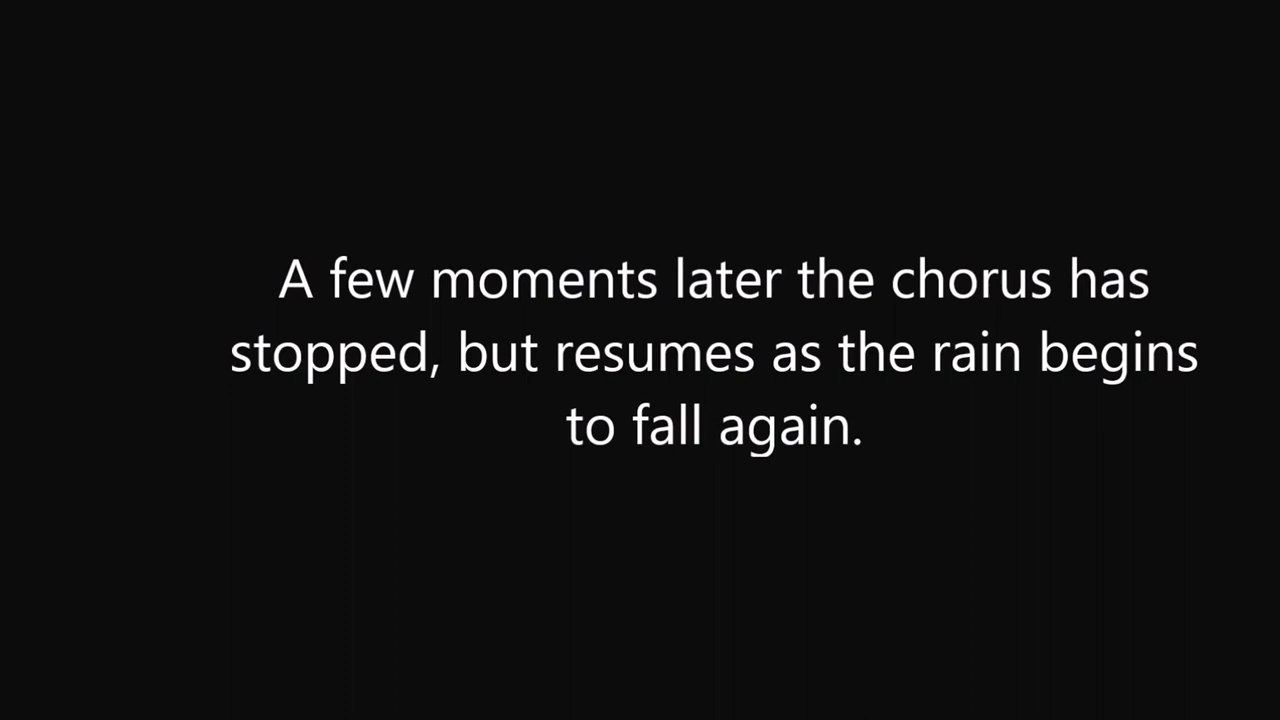 A few moments later the chorus has
stopped, but resumes as the rain begins
to fall again.